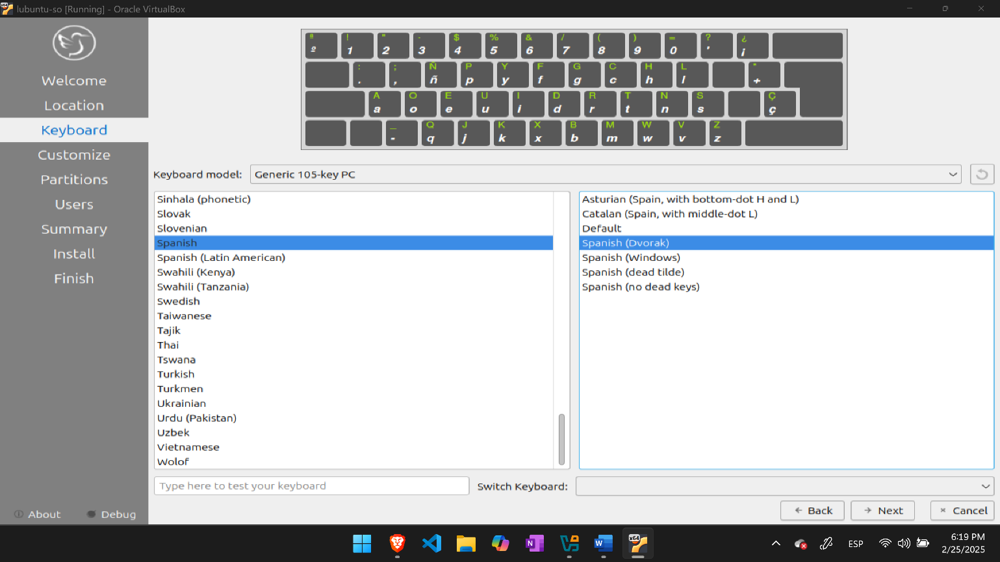 lubuntu-so [Running] - Oracle VirtualBox
Welcome
Location
Keyboard
Customize
Partitions
Users
Summary
Install
Finish
About
Debug
ª ! " · $ % & / ( ) = ? ¿
º 1 2 3 4 5 6 7 8 9 0 ' ¡
: ; Ñ P Y F G C H L *
. , ñ p y f g c h l +
A O E U I D R T N S Ç
a o e u i d r t n s ç
_ Q J K X B M W V Z
- q j k x b m w v z
Keyboard model: Generic 105-key PC
Sinhala (phonetic)
Slovak
Slovenian
Spanish
Spanish (Latin American)
Swahili (Kenya)
Swahili (Tanzania)
Swedish
Taiwanese
Tajik
Thai
Tswana
Turkish
Turkmen
Ukrainian
Urdu (Pakistan)
Uzbek
Vietnamese
Wolof
Asturian (Spain, with bottom-dot H and L)
Catalan (Spain, with middle-dot L)
Default
Spanish (Dvorak)
Spanish (Windows)
Spanish (dead tilde)
Spanish (no dead keys)
Type here to test your keyboard
Switch Keyboard:
Back
Next
Cancel
x64
ESP
6:19 PM
2/25/2025